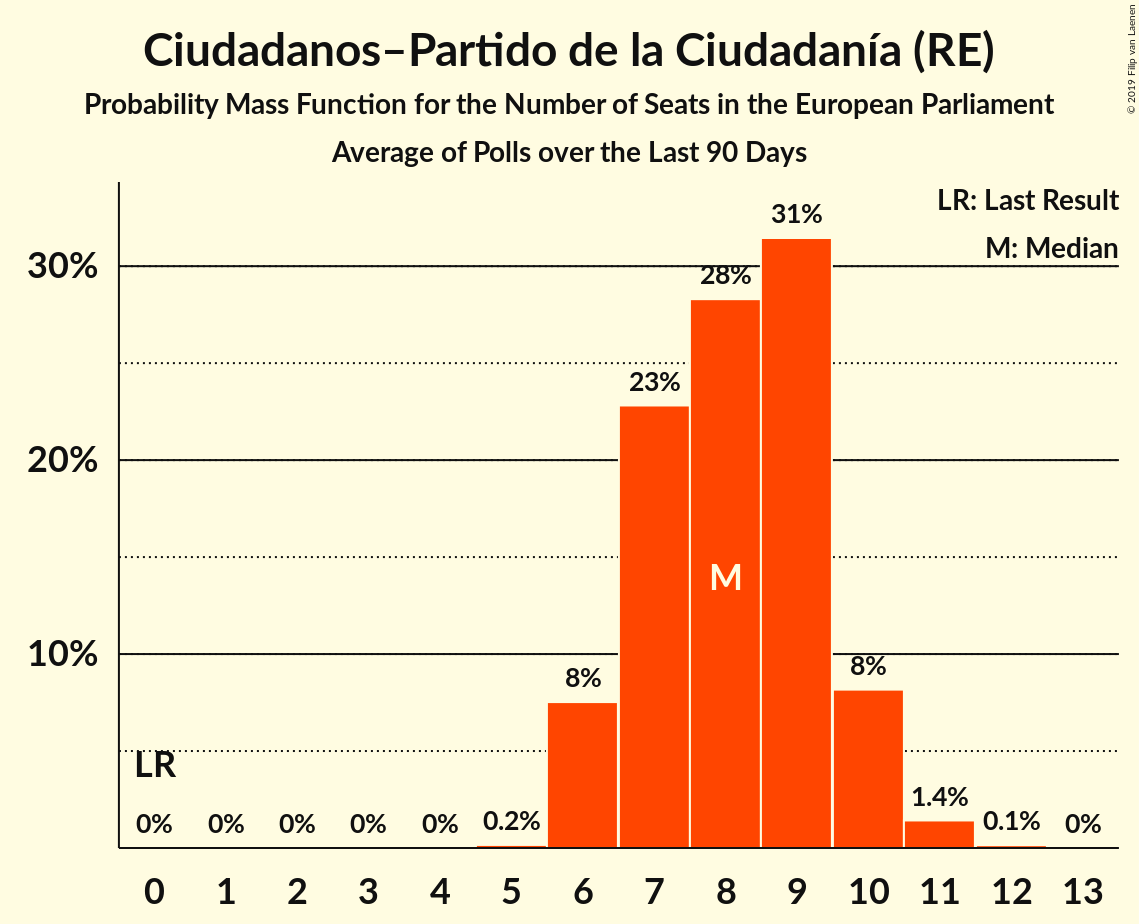 Ciudadanos–Partido de la Ciudadanía (RE)
Probability Mass Function for the Number of Seats in the European Parliament
Average of Polls over the Last 90 Days
© 2019 Filip van Laenen
LR: Last Result
M: Median
30%
20%
10%
31%
28%
23%
M
8%
8%
LR
0% 0% 0% 0% 0% 0.2% 1.4% 0.1% 0%
0 1 2 3 4 5 6 7 8 9 10 11 12 13